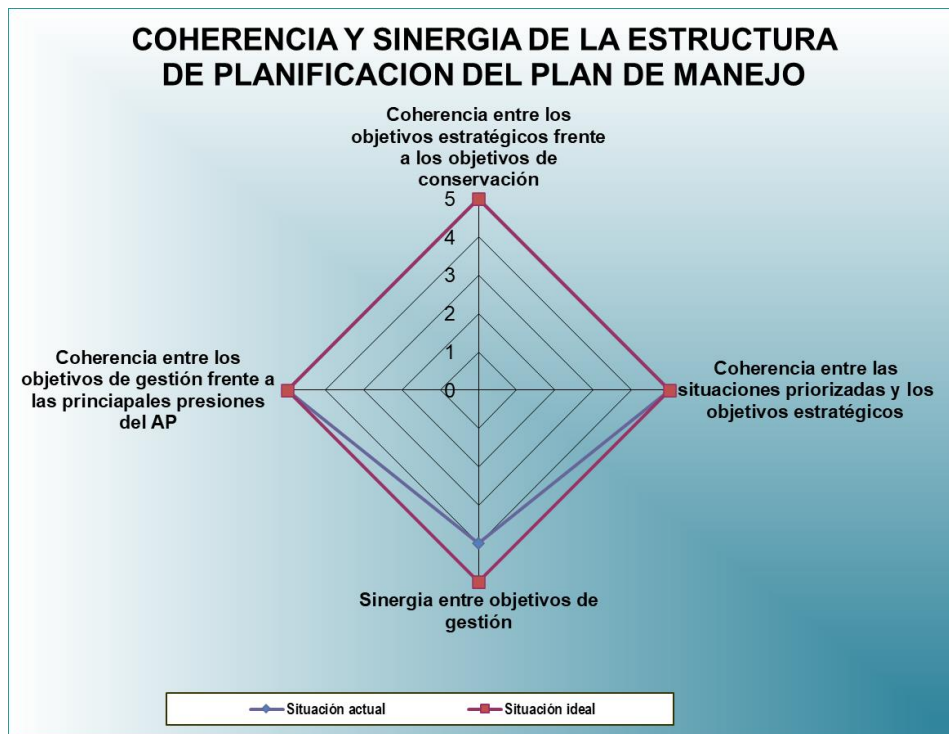 COHERENCIA Y SINERGIA DE LA ESTRUCTURA
DE PLANIFICACION DEL PLAN DE MANEJO
Coherencia entre los
objetivos estratégicos frente
a los objetivos de
conservación
5
4
3
2
1
0
Coherencia entre los
objetivos de gestión frente a
las princiapales presiones
del AP
Coherencia entre las
situaciones priorizadas y los
objetivos estratégicos
Sinergia entre objetivos de
gestión
Situación actual
Situación ideal